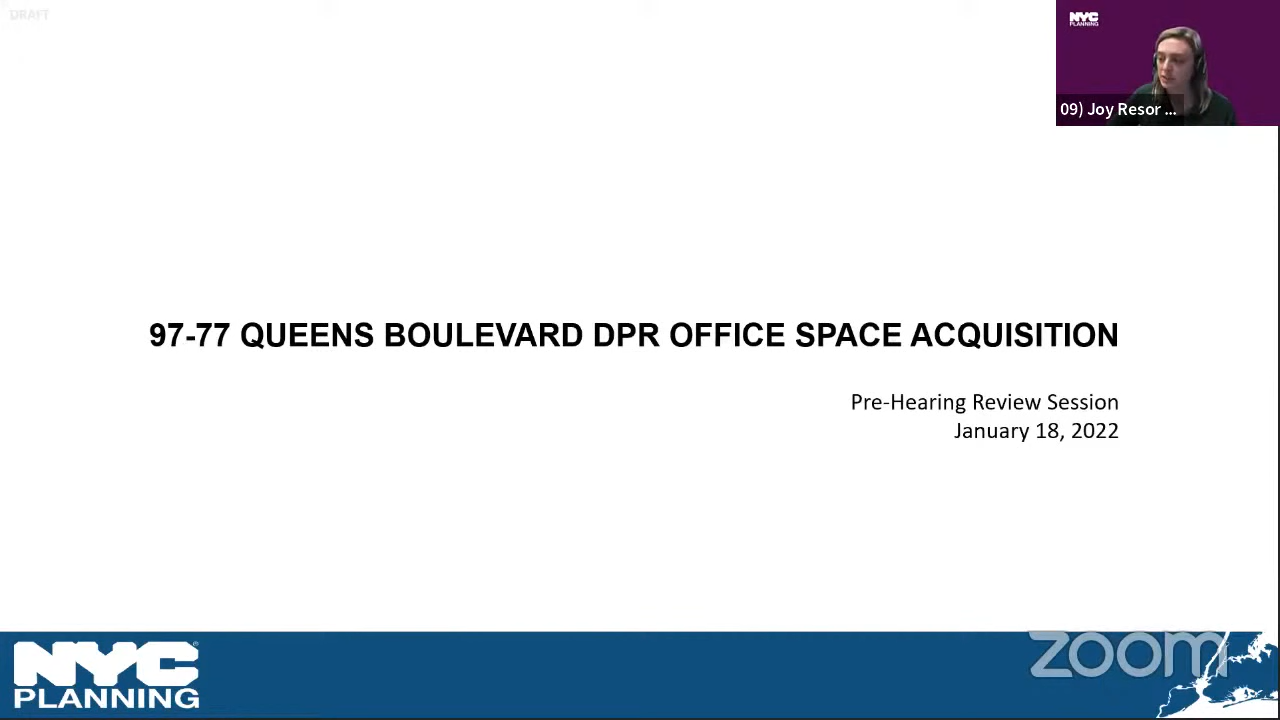 DRAFT
NYC
PLANNING
09) Joy Resor ...
97-77 QUEENS BOULEVARD DPR OFFICE SPACE ACQUISITION
Pre-Hearing Review Session
January 18, 2022
NYC®
PLANNING
zoom